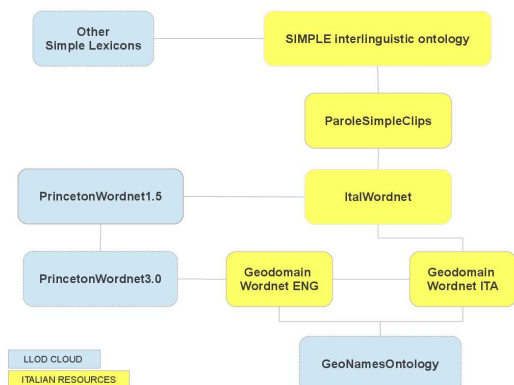 Other
Simple Lexicons
SIMPLE interlinguistic ontology
ParoleSimpleClips
PrincetonWordnet1.5
ItalWordnet
PrincetonWordnet3.0
Geodomain
Wordnet ENG
Geodomain
Wordnet ITA
LLOD CLOUD
GeoNamesOntology
ITALIAN RESOURCES